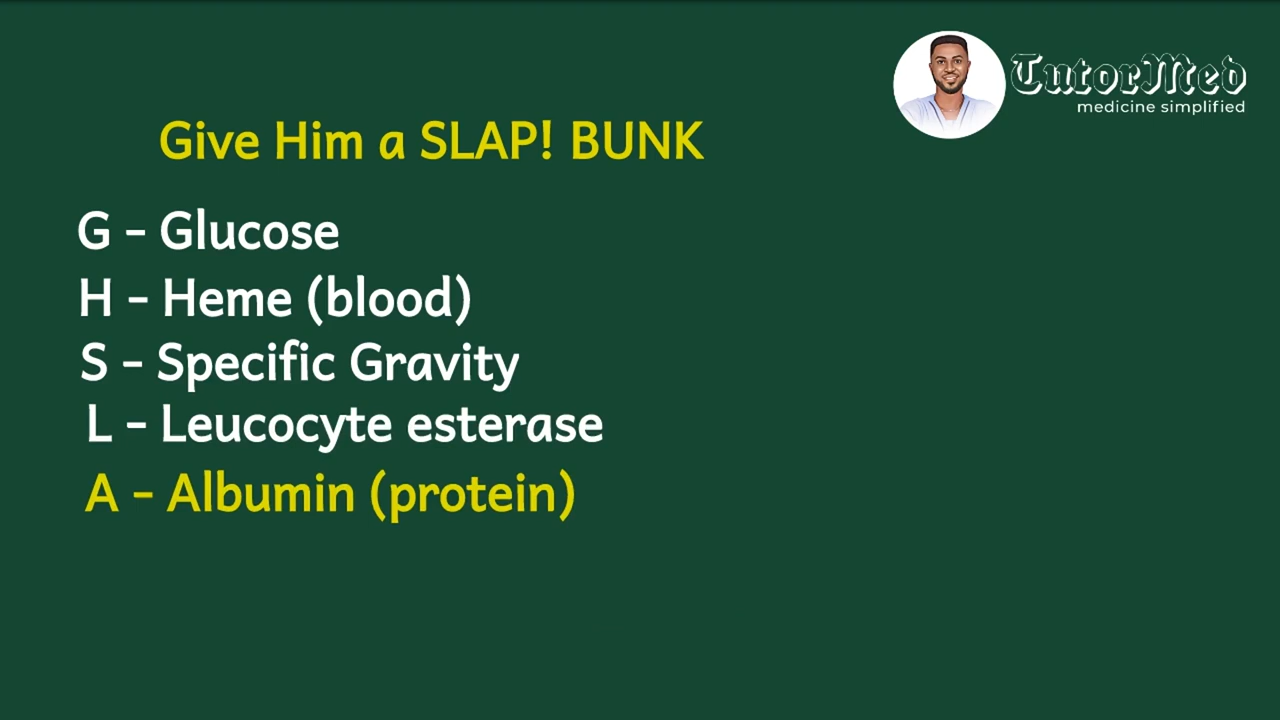 TutorMed
medicine simplified
Give Him a SLAP! BUNK
G - Glucose
H - Heme (blood)
S - Specific Gravity
L - Leucocyte esterase
A - Albumin (protein)